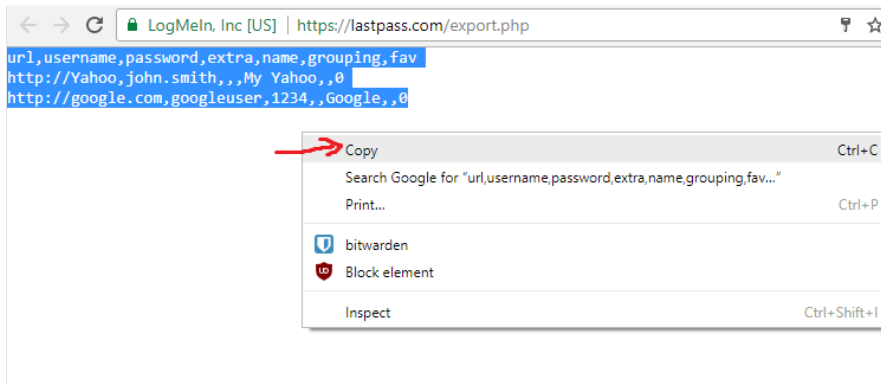 LogMeIn, Inc [US] | https://lastpass.com/export.php
url,username,password,extra,name,grouping,fav
http://Yahoo,john.smith,,,My Yahoo,,0
http://google.com,googleuser,1234,,Google,,0
Copy Ctrl+C
Search Google for "url,username,password,extra,name,grouping,fav..."
Print... Ctrl+P
bitwarden
Block element
Inspect Ctrl+Shift+I